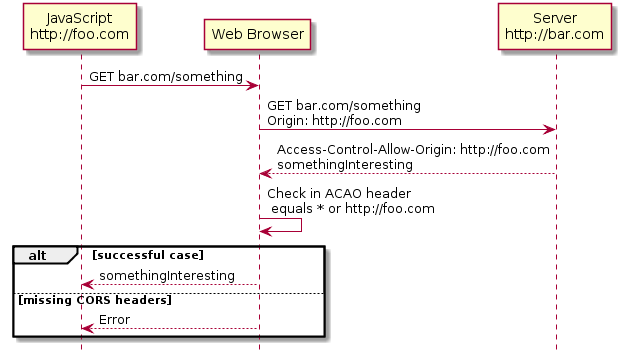 JavaScript
http://foo.com
Web Browser
Server
http://bar.com
GET bar.com/something
GET bar.com/something
Origin: http://foo.com
Access-Control-Allow-Origin: http://foo.com
somethingInteresting
Check in ACAO header
equals * or http://foo.com
alt [successful case]
somethingInteresting
[missing CORS headers]
Error